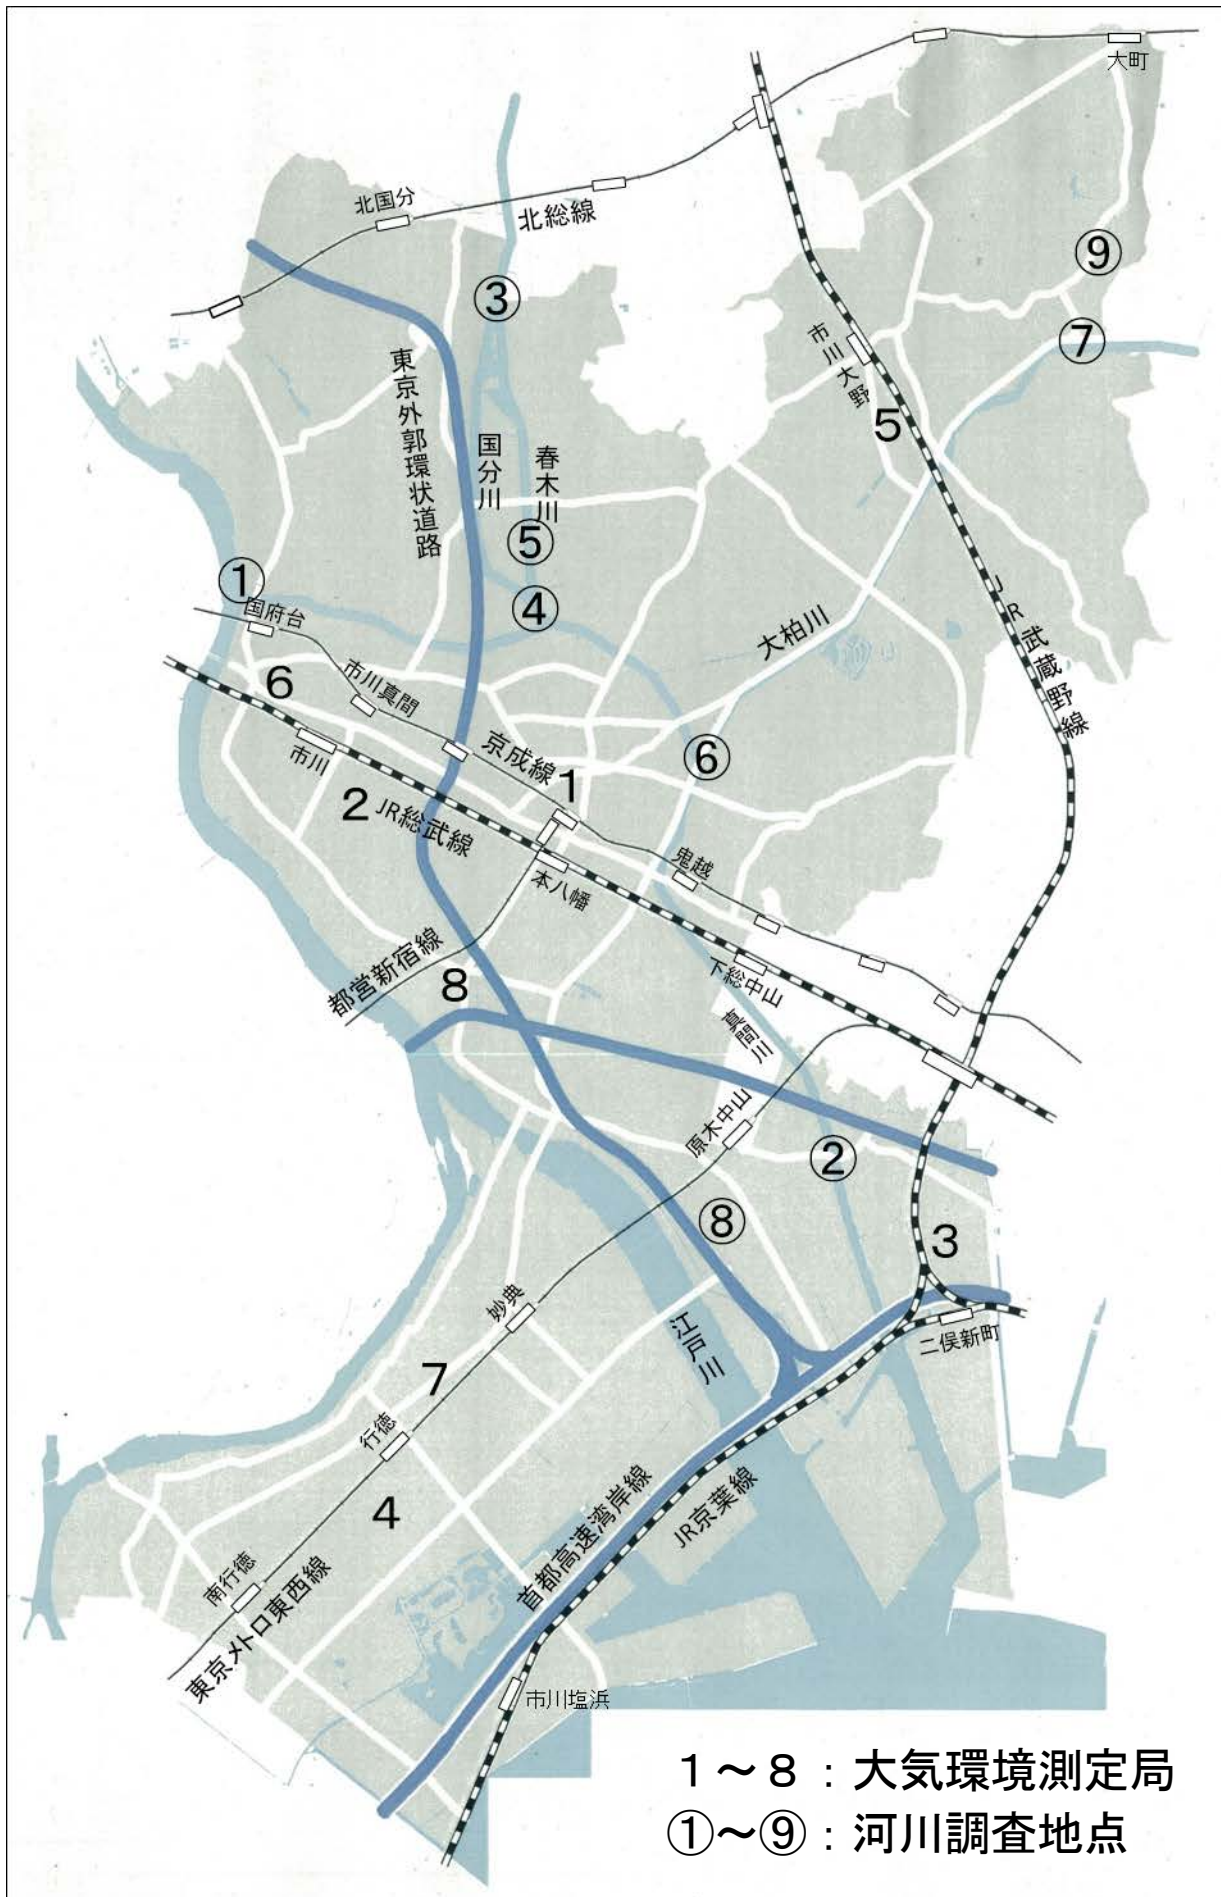 大町
北国分
北総線
⑨
③
⑦
市川大野
東京外郭環状道路
5
国分川
春木川
⑤
①
④
国府台
JR武蔵野線
大柏川
6
市川真間
⑥
市川
京成線
1
2
JR総武線
鬼越
本八幡
都営新宿線
8
下総中山
真間川
原木中山
②
⑧
3
妙典
江戸川
二俣新町
7
行徳
4
首都高速湾岸線
JR京葉線
南行徳
東京メトロ東西線
市川塩浜
1～8：大気環境測定局
①～⑨：河川調査地点